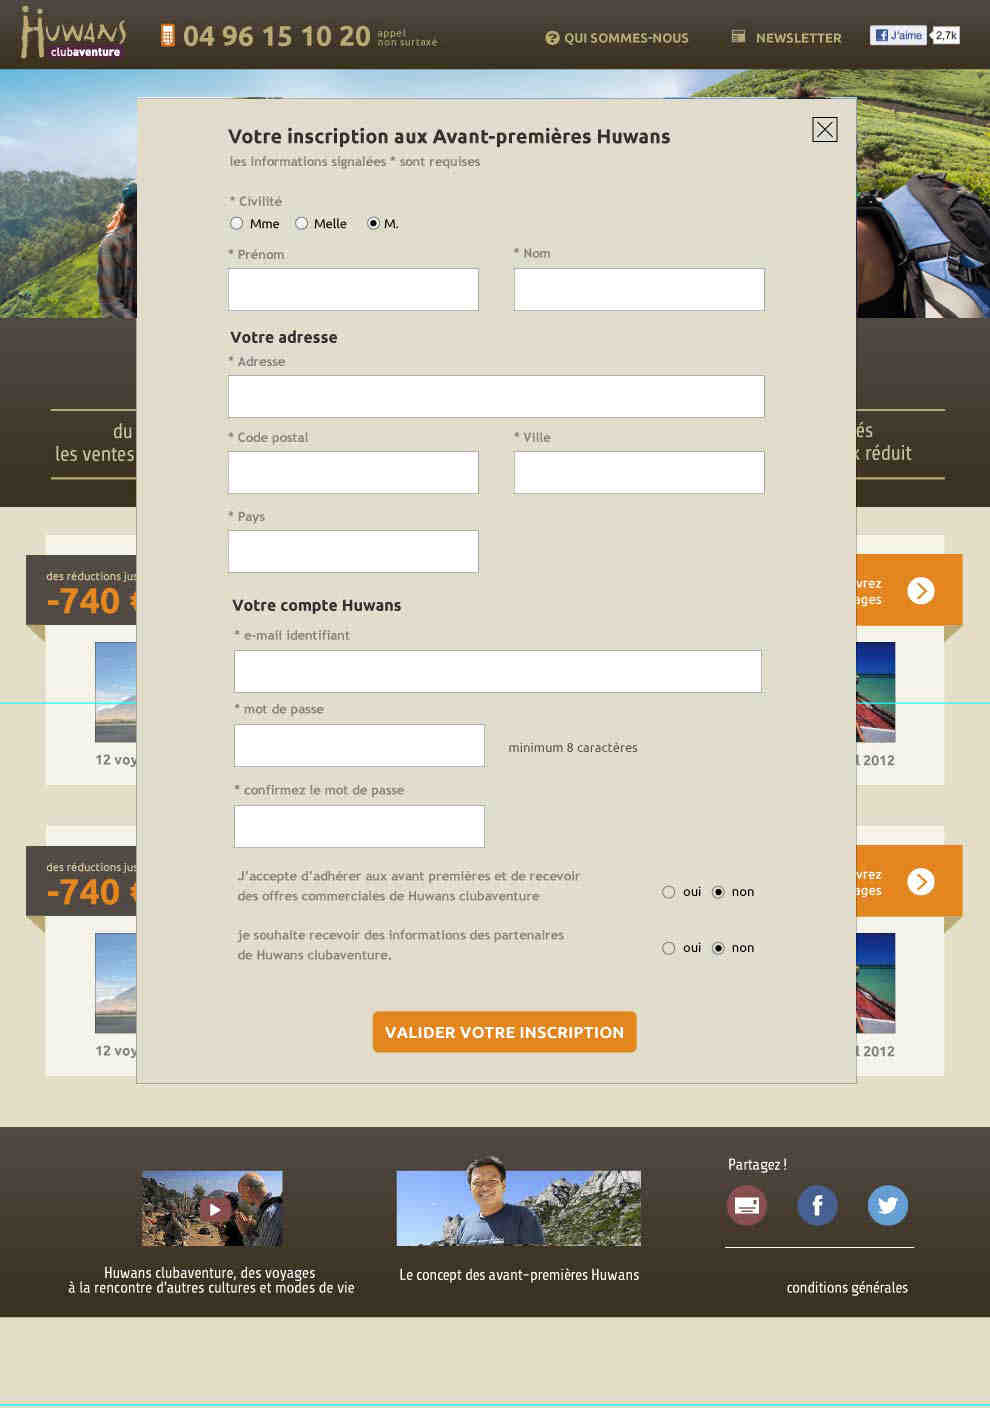 HUWANS
clubaventure
04 96 15 10 20
appel
non surtaxé
QUI SOMMES-NOUS
NEWSLETTER
J'aime
2,7k
Votre inscription aux Avant-premières Huwans
les informations signalées * sont requises
* Civilité
Mme
Melle
M.
* Prénom
* Nom
Votre adresse
* Adresse
du
les ventes
és
réduit
* Code postal
* Ville
* Pays
des réductions jus
-740 €
vrez
ages
Votre compte Huwans
* e-mail identifiant
* mot de passe
minimum 8 caractères
12 voy
l 2012
* confirmez le mot de passe
des réductions jus
-740 €
vrez
ages
J'accepte d'adhérer aux avant premières et de recevoir
des offres commerciales de Huwans clubaventure
oui
non
je souhaite recevoir des informations des partenaires
de Huwans clubaventure.
oui
non
VALIDER VOTRE INSCRIPTION
12 voy
l 2012
Huwans clubaventure, des voyages
à la rencontre d'autres cultures et modes de vie
Le concept des avant-premières Huwans
Partagez !
conditions générales